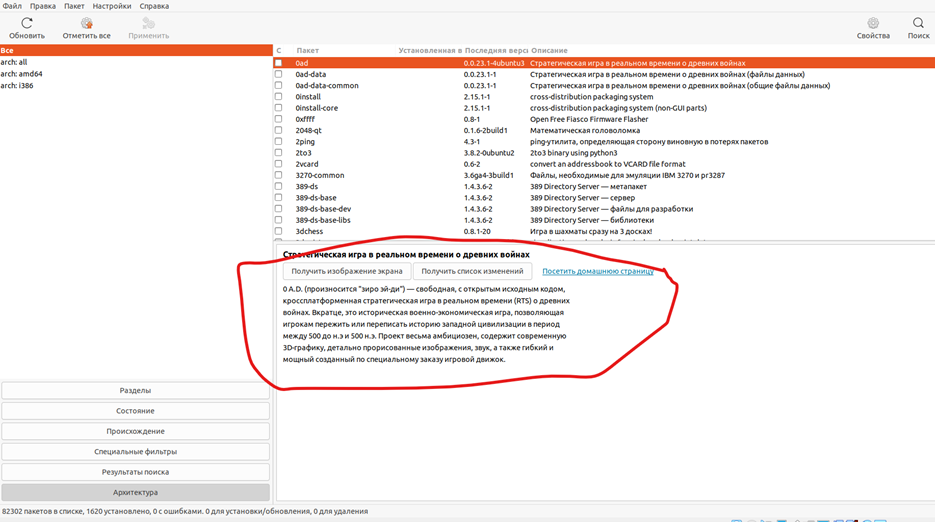 Файл Правка Пакет Настройки Справка
Обновить Отметить все Применить Свойства Поиск
Все
arch: all
arch: amd64
arch: i386
С Пакет Установленная в Последняя верс Описание
0ad 0.0.23.1-4ubuntu3 Стратегическая игра в реальном времени о древних войнах
0ad-data 0.0.23.1-1 Стратегическая игра в реальном времени о древних войнах (файлы данных)
0ad-data-common 0.0.23.1-1 Стратегическая игра в реальном времени о древних войнах (общие файлы данных)
0install 2.15.1-1 cross-distribution packaging system
0install-core 2.15.1-1 cross-distribution packaging system (non-GUI parts)
0xffff 0.8-1 Open Free Fiasco Firmware Flasher
2048-qt 0.1.6-2build1 Математическая головоломка
2ping 4.3-1 ping-утилита, определяющая сторону виновную в потерях пакетов
2to3 3.8.2-0ubuntu2 2to3 binary using python3
2vcard 0.6-2 convert an addressbook to VCARD file format
3270-common 3.6ga4-3build1 Файлы, необходимые для эмуляции IBM 3270 и pr3287
389-ds 1.4.3.6-2 389 Directory Server — метапакет
389-ds-base 1.4.3.6-2 389 Directory Server — сервер
389-ds-base-dev 1.4.3.6-2 389 Directory Server — файлы для разработки
389-ds-base-libs 1.4.3.6-2 389 Directory Server — библиотеки
3dchess 0.8.1-20 Игра в шахматы сразу на 3 досках!
Стратегическая игра в реальном времени о древних войнах
Получить изображение экрана Получить список изменений Посетить домашнюю страницу
0 A.D. (произносится "зиро эй-ди") — свободная, с открытым исходным кодом,
кроссплатформенная стратегическая игра в реальном времени (RTS) о древних
войнах. Вкратце, это историческая военно-экономическая игра, позволяющая
игрокам пережить или переписать историю западной цивилизации в период
между 500 до н.э и 500 н.э. Проект весьма амбициозен, содержит современную
3D-графику, детально прорисованные изображения, звук, а также гибкий и
мощный созданный по специальному заказу игровой движок.
Разделы
Состояние
Происхождение
Специальные фильтры
Результаты поиска
Архитектура
82302 пакетов в списке, 1620 установлено, 0 с ошибками. 0 для установки/обновления, 0 для удаления